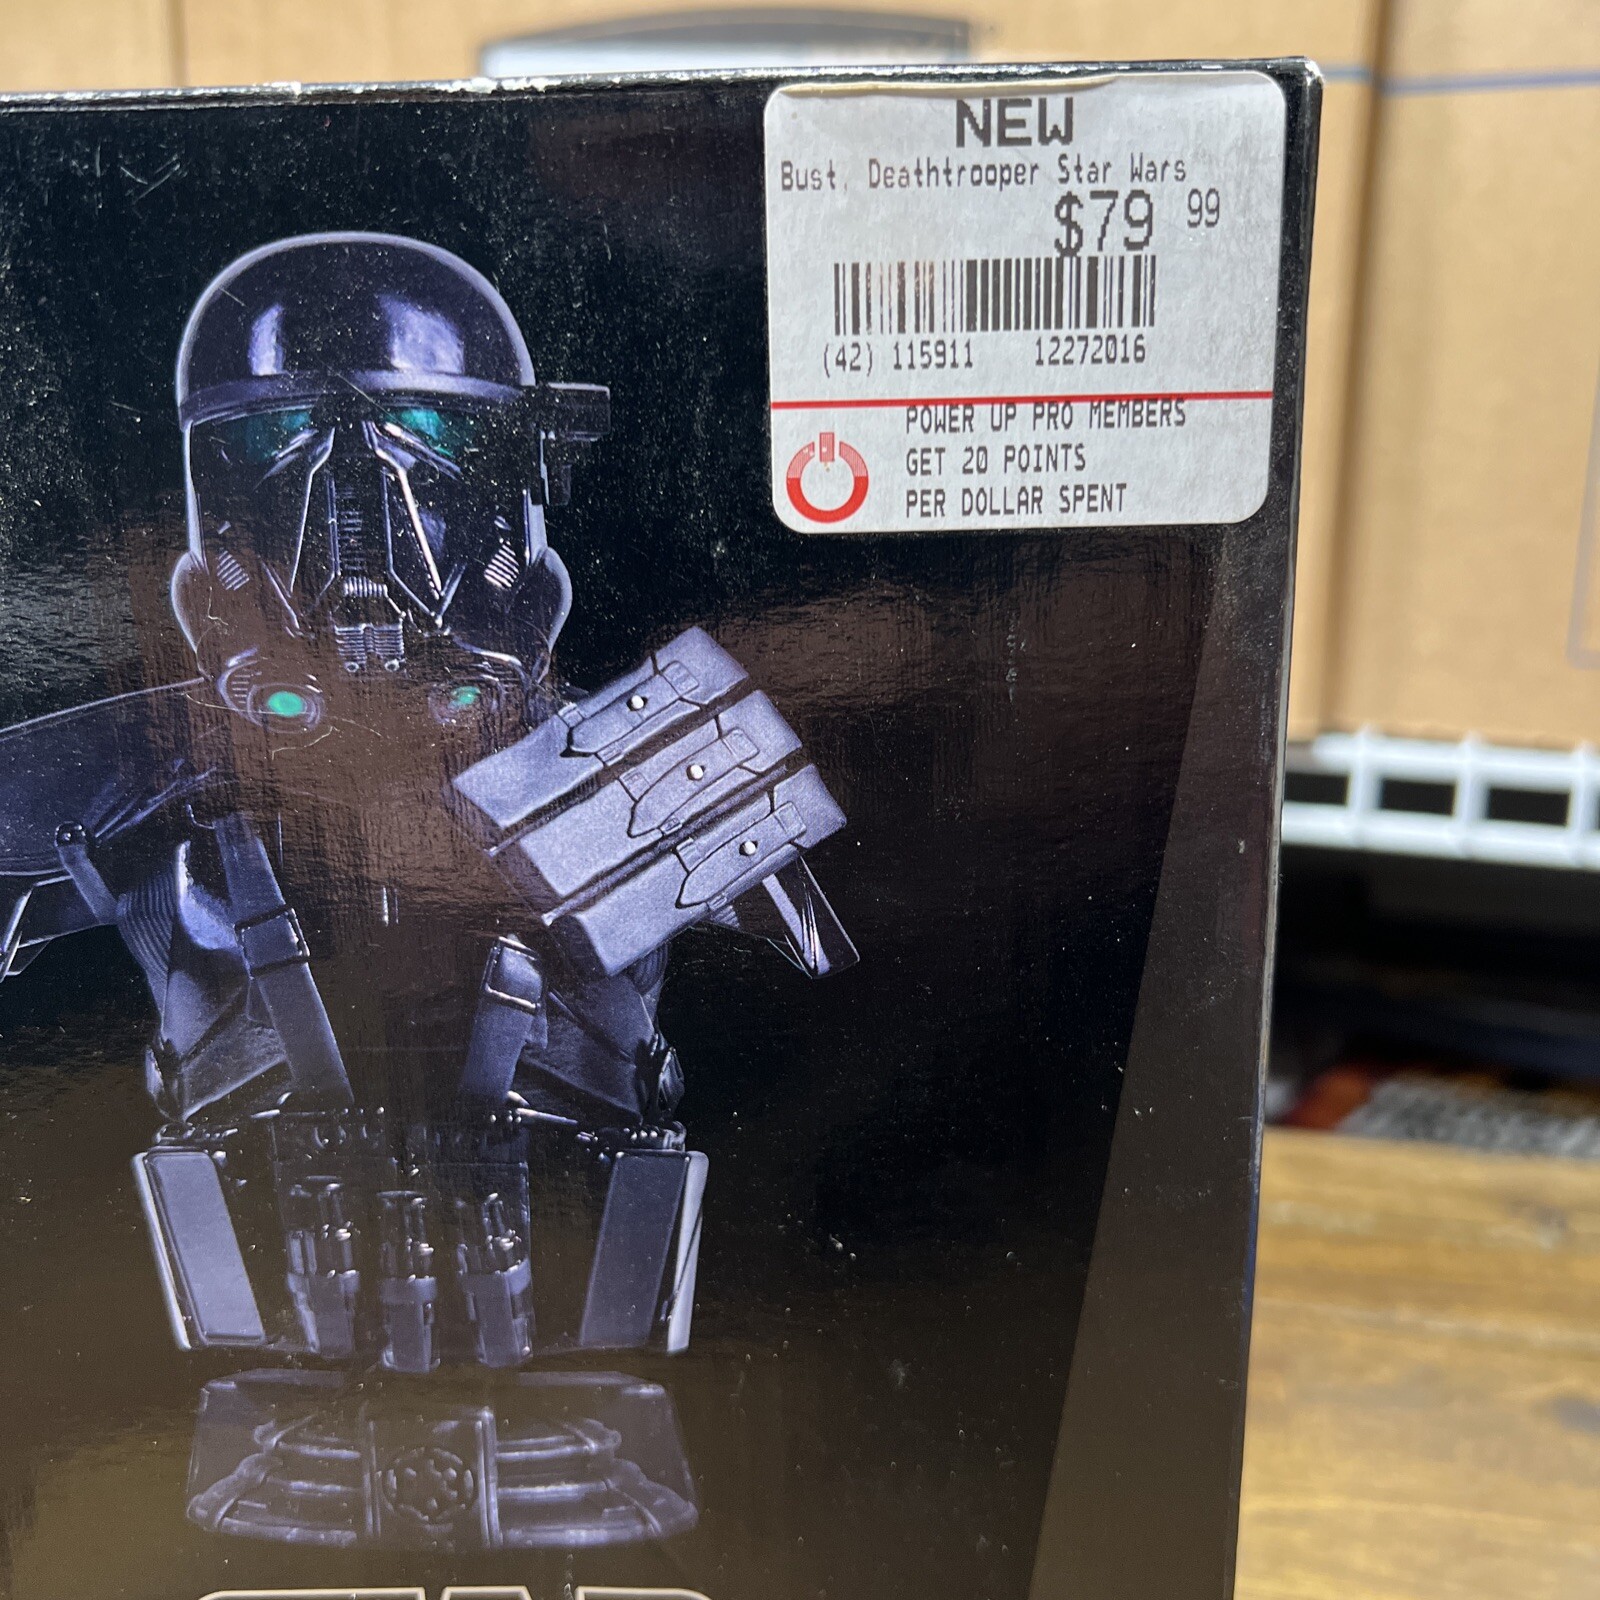 NEW
Bust, Deathtrooper Star Wars
$79 99
(42) 115911 12272016
POWER UP PRO MEMBERS
GET 20 POINTS
PER DOLLAR SPENT